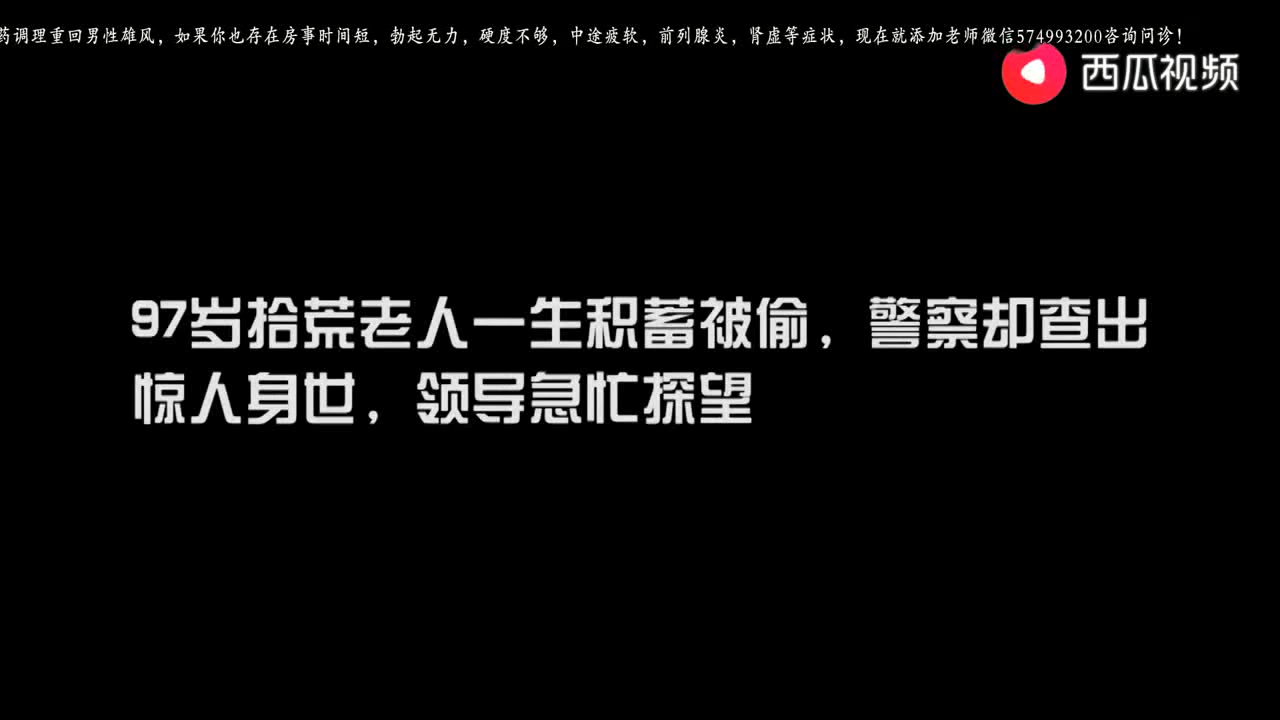 药调理重回男性雄风，如果你也存在房事时间短，勃起无力，硬度不够，中途疲软，前列腺炎，肾虚等症状，现在就添加老师微信574993200咨询问诊！
西瓜视频
97岁拾荒老人一生积蓄被偷，警察却查出
惊人身世，领导急忙探望